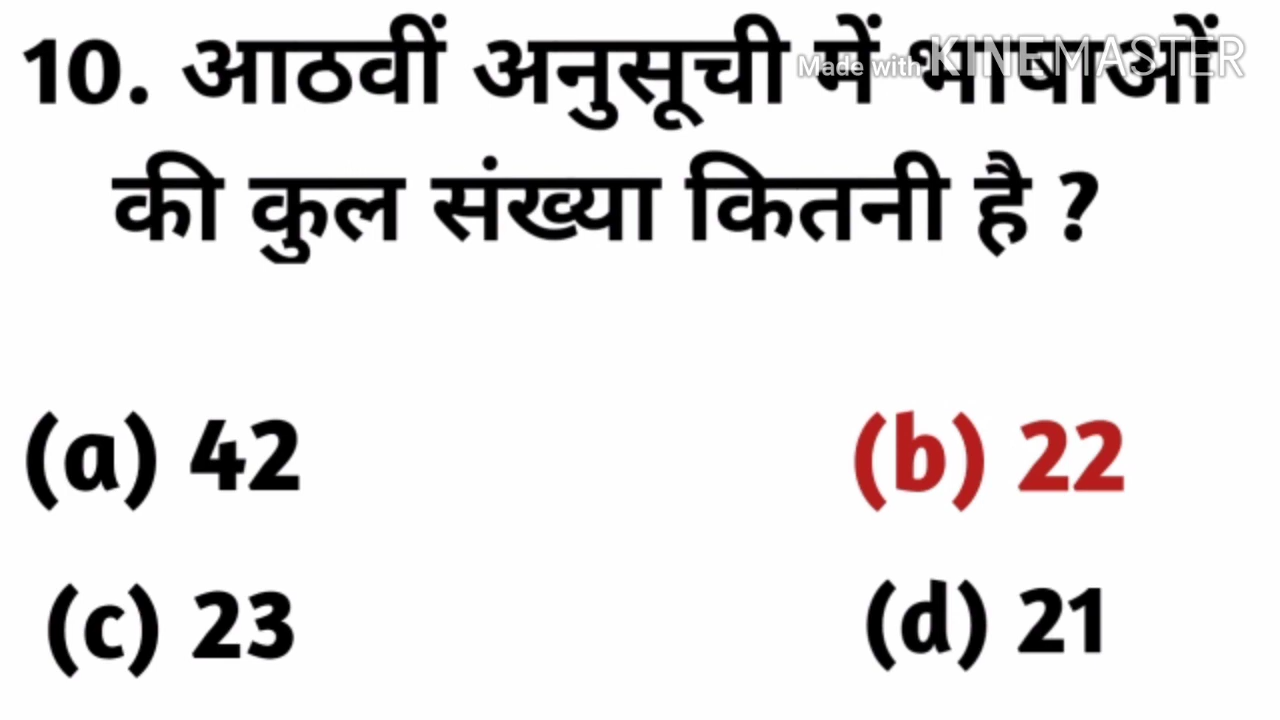 10. आठवीं अनुसूची में भाषाओं
Made with KINEMASTER
की कुल संख्या कितनी है ?
(a) 42
(b) 22
(c) 23
(d) 21